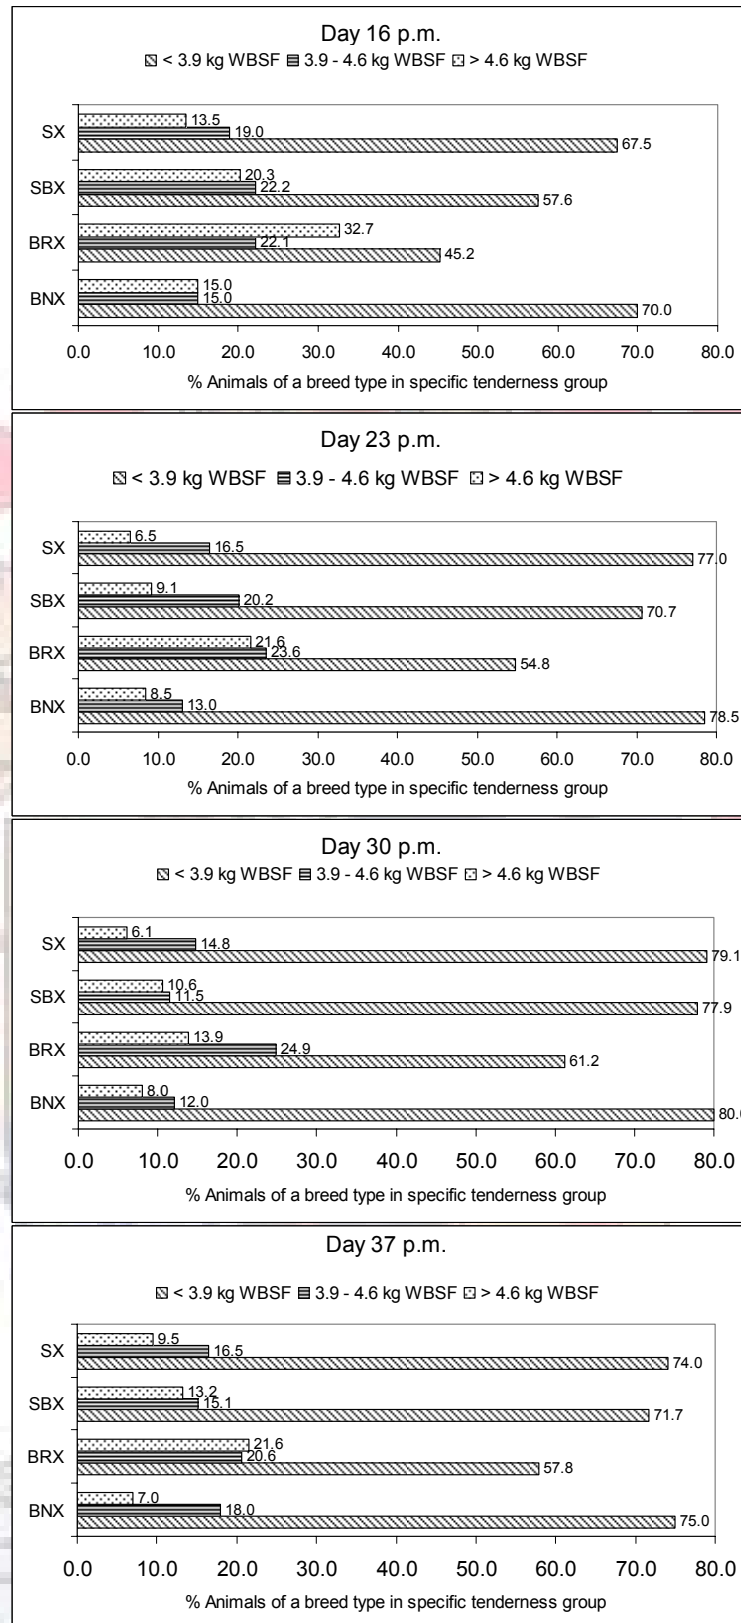 Day 16 p.m.
< 3.9 kg WBSF 3.9 - 4.6 kg WBSF > 4.6 kg WBSF
SX
13.5
19.0
67.5
SBX
20.3
22.2
57.6
BRX
32.7
22.1
45.2
BNX
15.0
15.0
70.0
0.0 10.0 20.0 30.0 40.0 50.0 60.0 70.0 80.0
% Animals of a breed type in specific tenderness group
Day 23 p.m.
< 3.9 kg WBSF 3.9 - 4.6 kg WBSF > 4.6 kg WBSF
SX
6.5
16.5
77.0
SBX
9.1
20.2
70.7
BRX
21.6
23.6
54.8
BNX
8.5
13.0
78.5
0.0 10.0 20.0 30.0 40.0 50.0 60.0 70.0 80.0
% Animals of a breed type in specific tenderness group
Day 30 p.m.
< 3.9 kg WBSF 3.9 - 4.6 kg WBSF > 4.6 kg WBSF
SX
6.1
14.8
79.1
SBX
10.6
11.5
77.9
BRX
13.9
24.9
61.2
BNX
8.0
12.0
80.0
0.0 10.0 20.0 30.0 40.0 50.0 60.0 70.0 80.0
% Animals of a breed type in specific tenderness group
Day 37 p.m.
< 3.9 kg WBSF 3.9 - 4.6 kg WBSF > 4.6 kg WBSF
SX
9.5
16.5
74.0
SBX
13.2
15.1
71.7
BRX
21.6
20.6
57.8
BNX
7.0
18.0
75.0
0.0 10.0 20.0 30.0 40.0 50.0 60.0 70.0 80.0
% Animals of a breed type in specific tenderness group